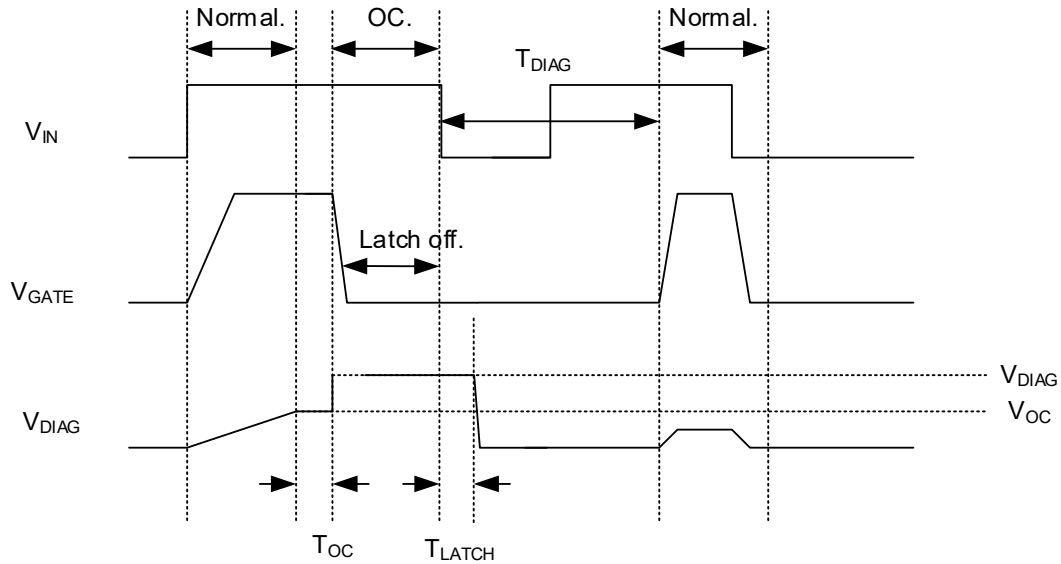 Normal.
OC.
Normal.
T_DIAG
V_IN
Latch off.
V_GATE
V_DIAG
V_OC
V_DIAG
T_OC
T_LATCH